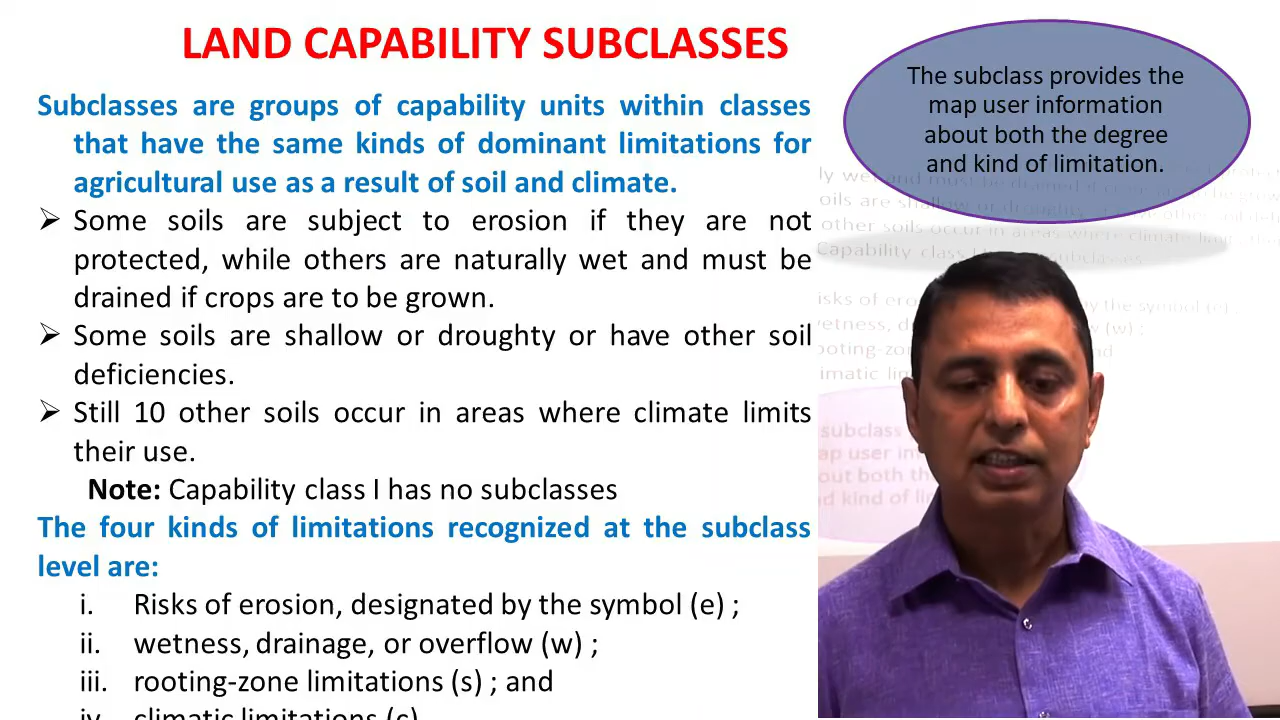 LAND CAPABILITY SUBCLASSES
Subclasses are groups of capability units within classes
that have the same kinds of dominant limitations for
agricultural use as a result of soil and climate.
➢ Some soils are subject to erosion if they are not
protected, while others are naturally wet and must be
drained if crops are to be grown.
➢ Some soils are shallow or droughty or have other soil
deficiencies.
➢ Still 10 other soils occur in areas where climate limits
their use.
Note: Capability class I has no subclasses
The four kinds of limitations recognized at the subclass
level are:
i. Risks of erosion, designated by the symbol (e) ;
ii. wetness, drainage, or overflow (w) ;
iii. rooting-zone limitations (s) ; and
iv. climatic limitations (c)
The subclass provides the
map user information
about both the degree
and kind of limitation.